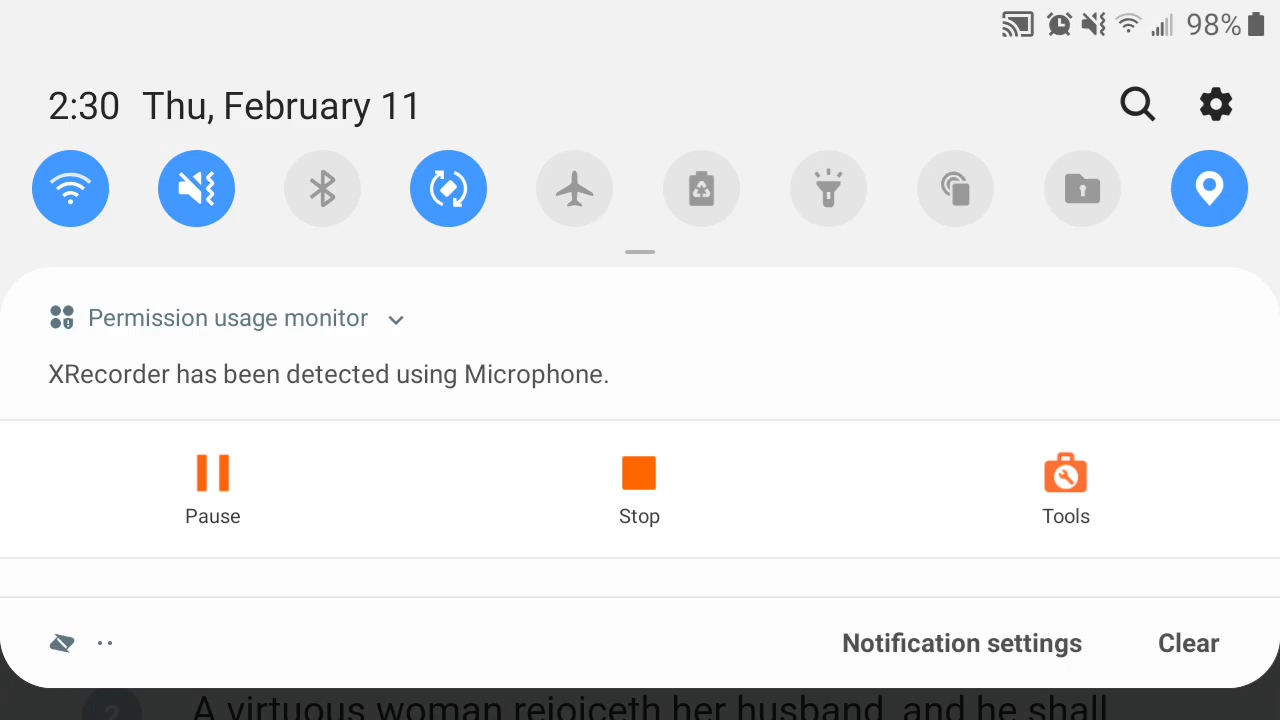 98%
2:30 Thu, February 11
Permission usage monitor
XRecorder has been detected using Microphone.
Pause Stop Tools
Notification settings Clear
2 A virtuous woman rejoiceth her husband, and he shall